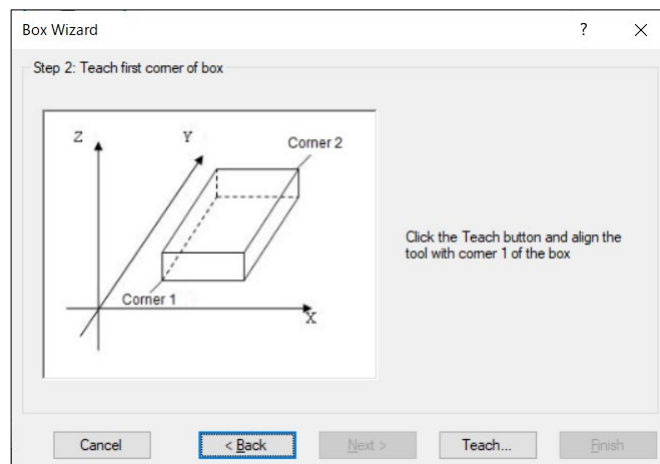 Box Wizard
?
Step 2: Teach first corner of box
Z
Y
Corner 2
Click the Teach button and align the
tool with corner 1 of the box
Corner 1
X
Cancel
< Back
Next >
Teach...
Finish